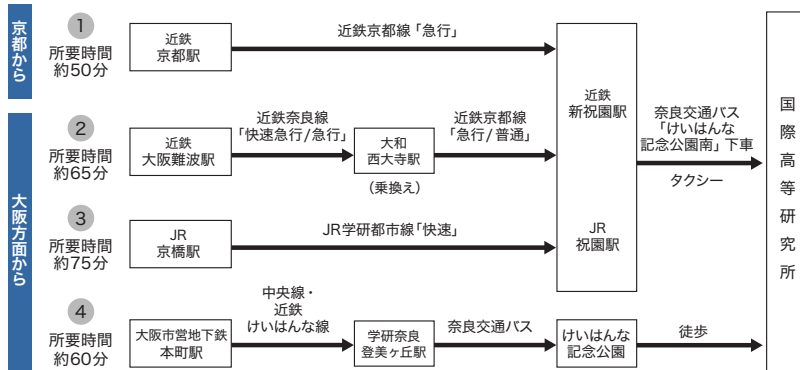 京都から
1
所要時間
約50分
近鉄
京都駅
近鉄京都線「急行」
大阪方面から
2
所要時間
約65分
近鉄
大阪難波駅
近鉄奈良線
「快速急行/急行」
大和
西大寺駅
(乗換え)
近鉄京都線
「急行/普通」
近鉄
新祝園駅
奈良交通バス
「けいはんな
記念公園南」下車
タクシー
国際高等研究所
3
所要時間
約75分
JR
京橋駅
JR学研都市線「快速」
JR
祝園駅
4
所要時間
約60分
大阪市営地下鉄
本町駅
中央線・
近鉄
けいはんな線
学研奈良
登美ヶ丘駅
奈良交通バス
けいはんな
記念公園
徒歩